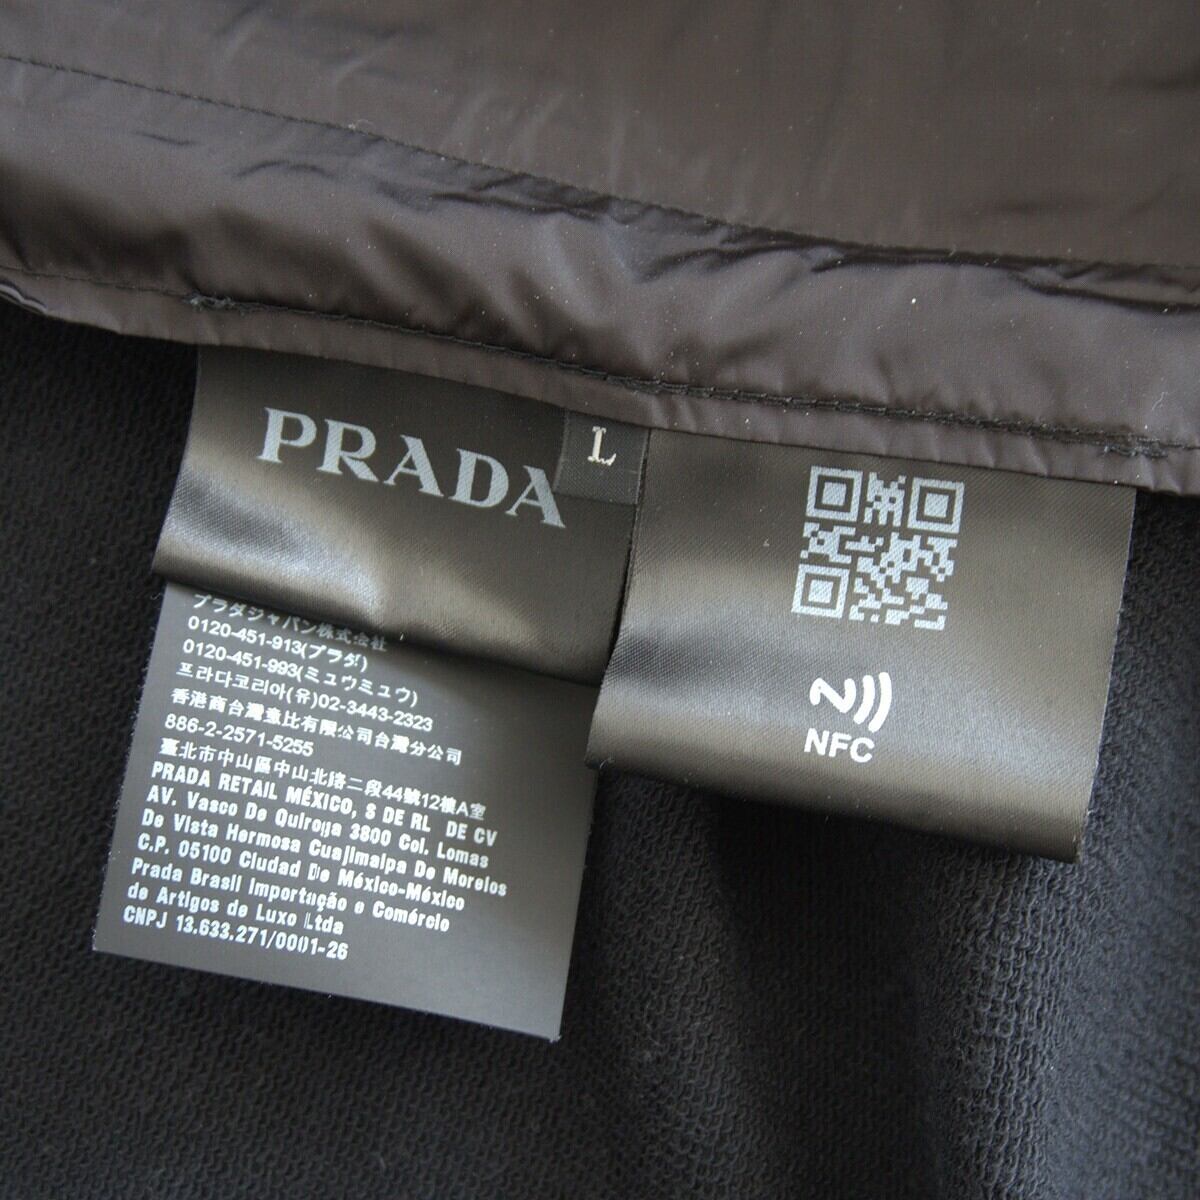 PRADA
L
プラダジャパン株式会社
0120-451-913(プラダ)
0120-451-993(ミュウミュウ)
프라다코리아(유)02-3443-2323
香港商台灣意比有限公司台灣分公司
886-2-2571-5255
臺北市中山區中山北路二段44號12樓A室
PRADA RETAIL MÉXICO, S DE RL DE CV
AV. Vasco De Quiroga 3800 Col. Lomas
De Vista Hermosa Cuajimalpa De Morelos
C.P. 05100 Ciudad De México-México
Prada Brasil Importação e Comércio
de Artigos de Luxo Ltda
CNPJ 13.633.271/0001-26
NFC